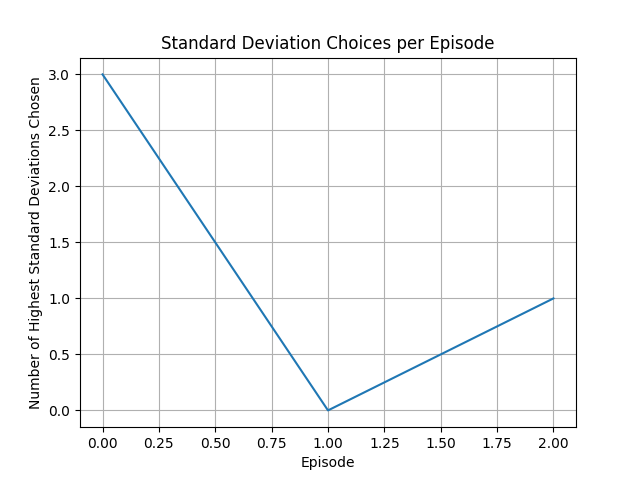 Standard Deviation Choices per Episode
Number of Highest Standard Deviations Chosen
3.0
2.5
2.0
1.5
1.0
0.5
0.0
0.00 0.25 0.50 0.75 1.00 1.25 1.50 1.75 2.00
Episode